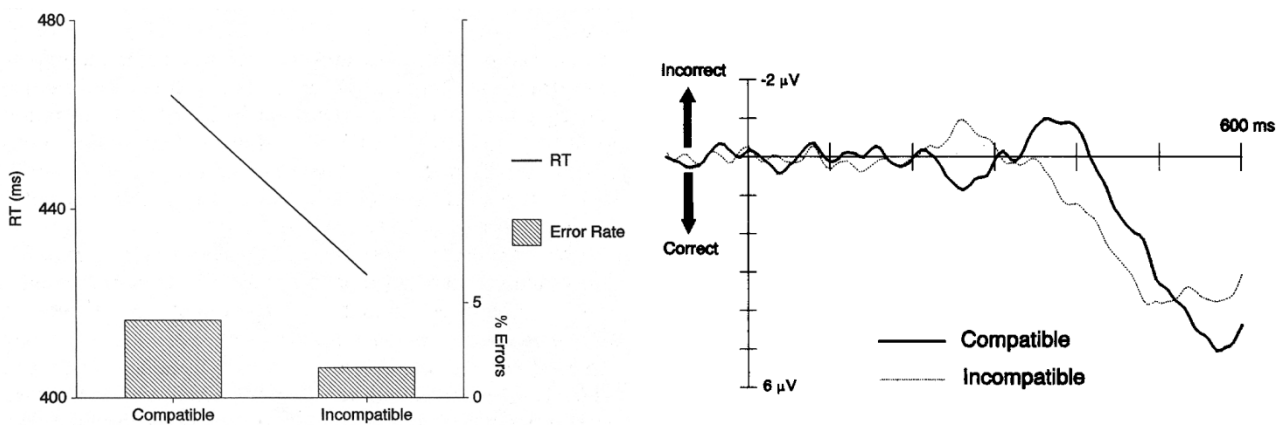 480
440
400
RT (ms)
RT
Error Rate
5
0
% Errors
Compatible
Incompatible
Incorrect
Correct
-2 µV
600 ms
6 µV
Compatible
Incompatible